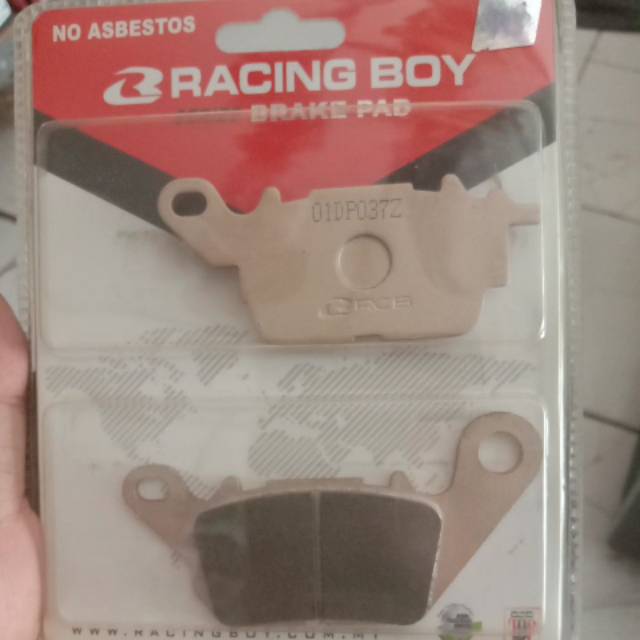 NO ASBESTOS
RACING BOY
BRAKE PAD
01DP037Z
RCB
WWW.RACINGBOY.COM.MY